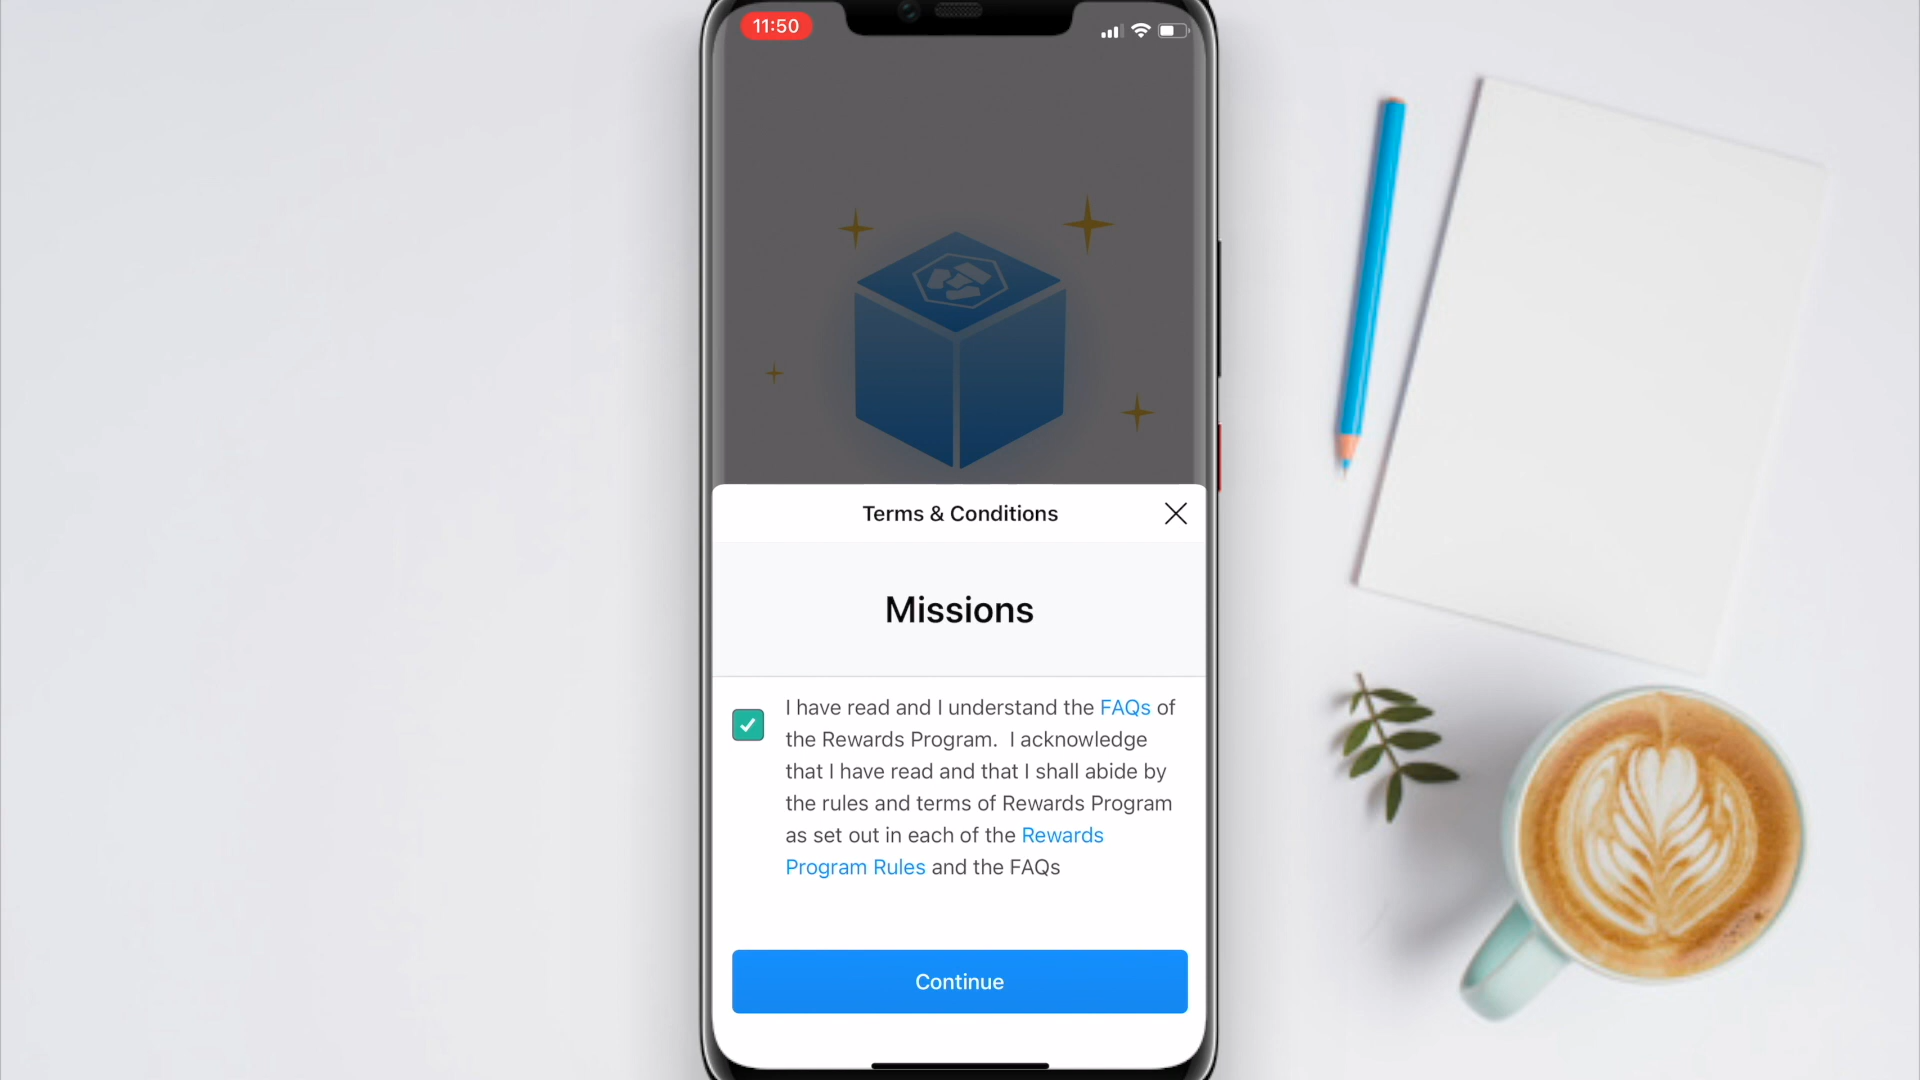 11:50
Terms & Conditions
Missions
I have read and I understand the FAQs of
the Rewards Program.  I acknowledge
that I have read and that I shall abide by
the rules and terms of Rewards Program
as set out in each of the Rewards
Program Rules and the FAQs
Continue